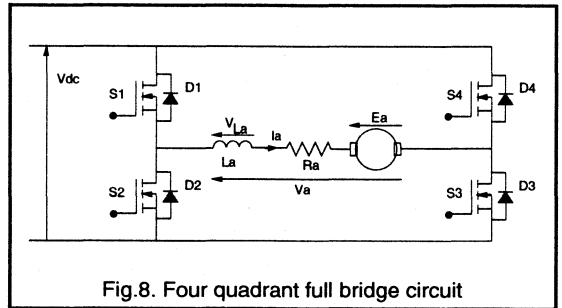 Vdc
S1
D1
S4
D4
VLa
Ia
Ea
La
Ra
Va
S2
D2
S3
D3
Fig.8. Four quadrant full bridge circuit